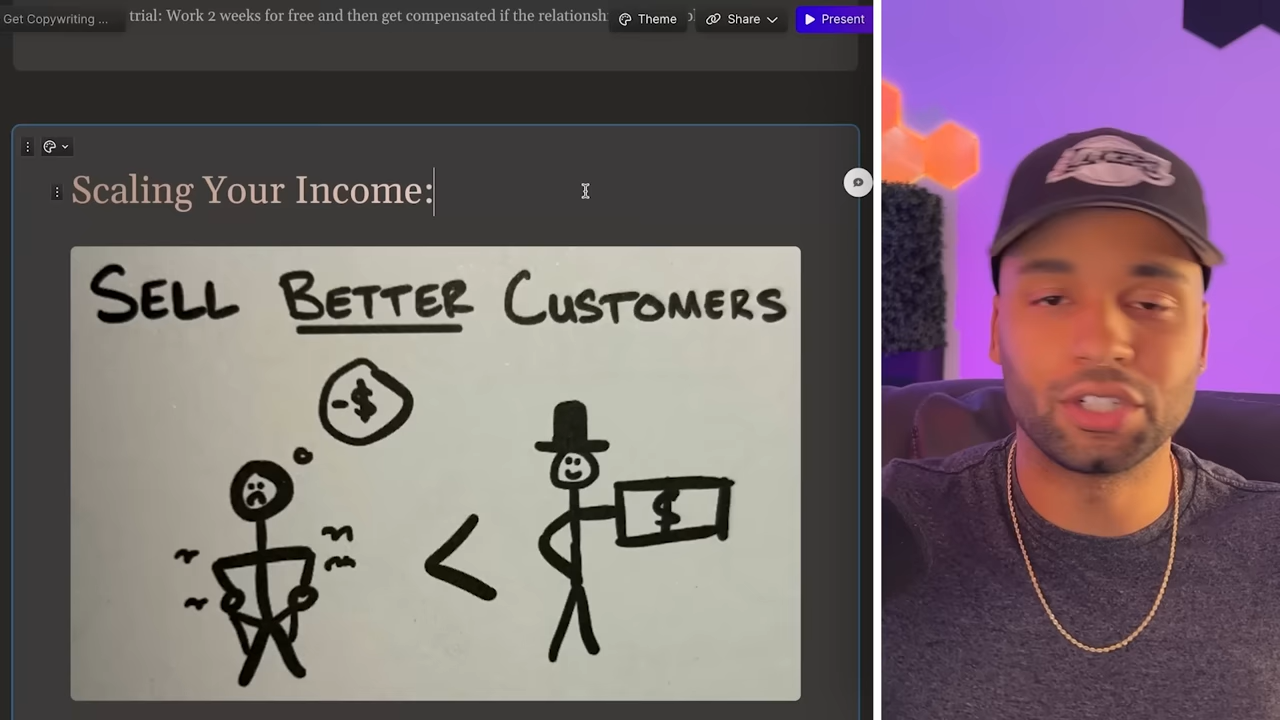 trial: Work 2 weeks for free and then get compensated if the
Get Copywriting ...
Theme
Share
Present
Scaling Your Income:
SELL BETTER CUSTOMERS
-$
<
$